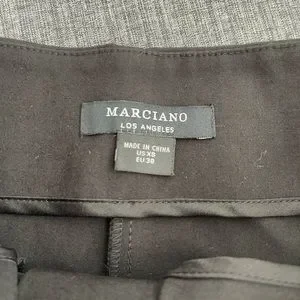 MARCIANO
LOS ANGELES
MADE IN CHINA
US XS
EU 38